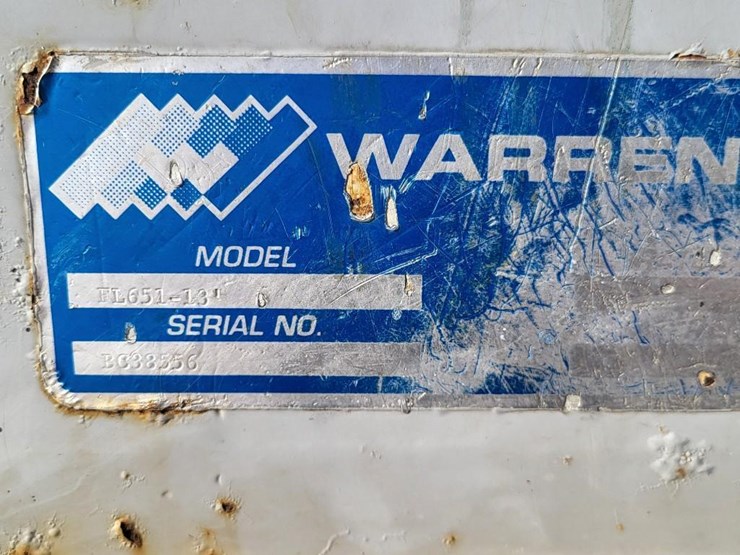 WARREN
MODEL
FL651-13'
SERIAL NO.
BC38556